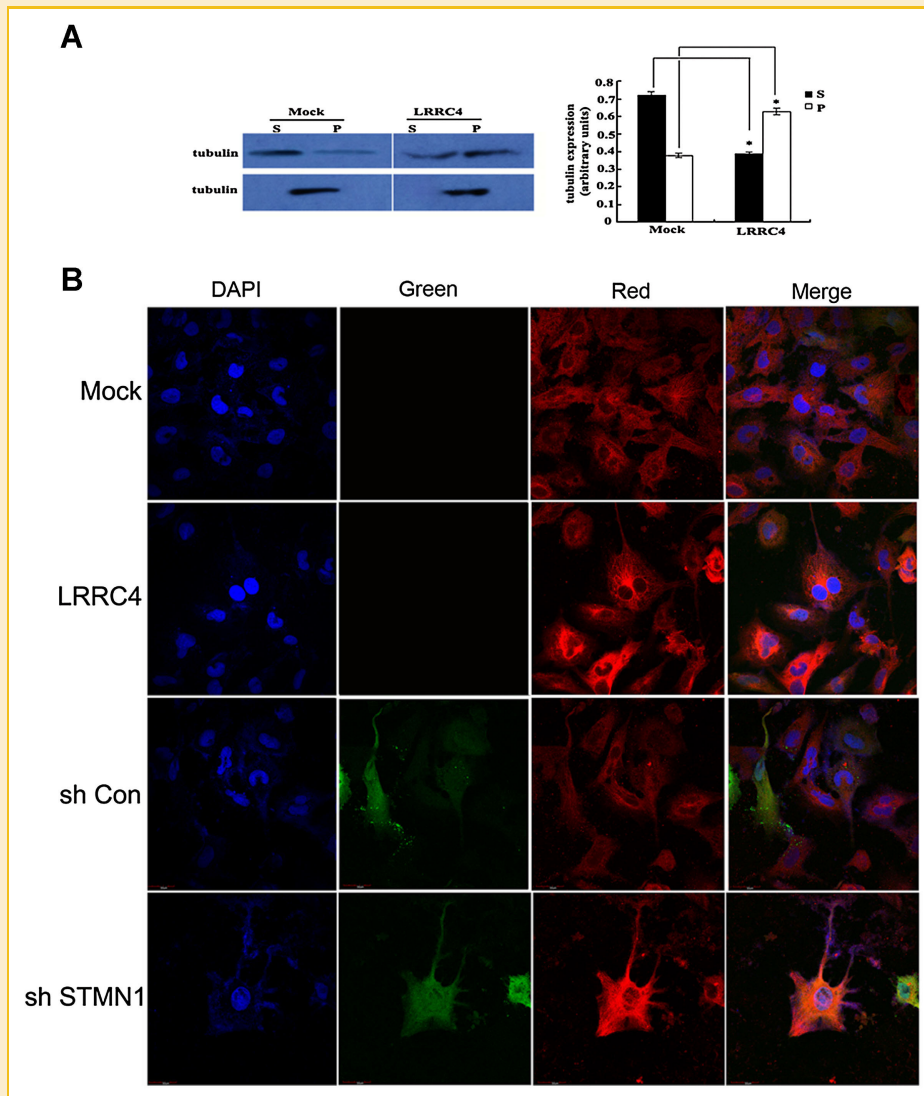 A
Mock
LRRC4
S P S P
tubulin
tubulin
tubulin expression
(arbitrary units)
0.8
0.7
0.6
0.5
0.4
0.3
0.2
0.1
0
*
*
S
P
Mock
LRRC4
B
DAPI Green Red Merge
Mock
LRRC4
sh Con
sh STMN1